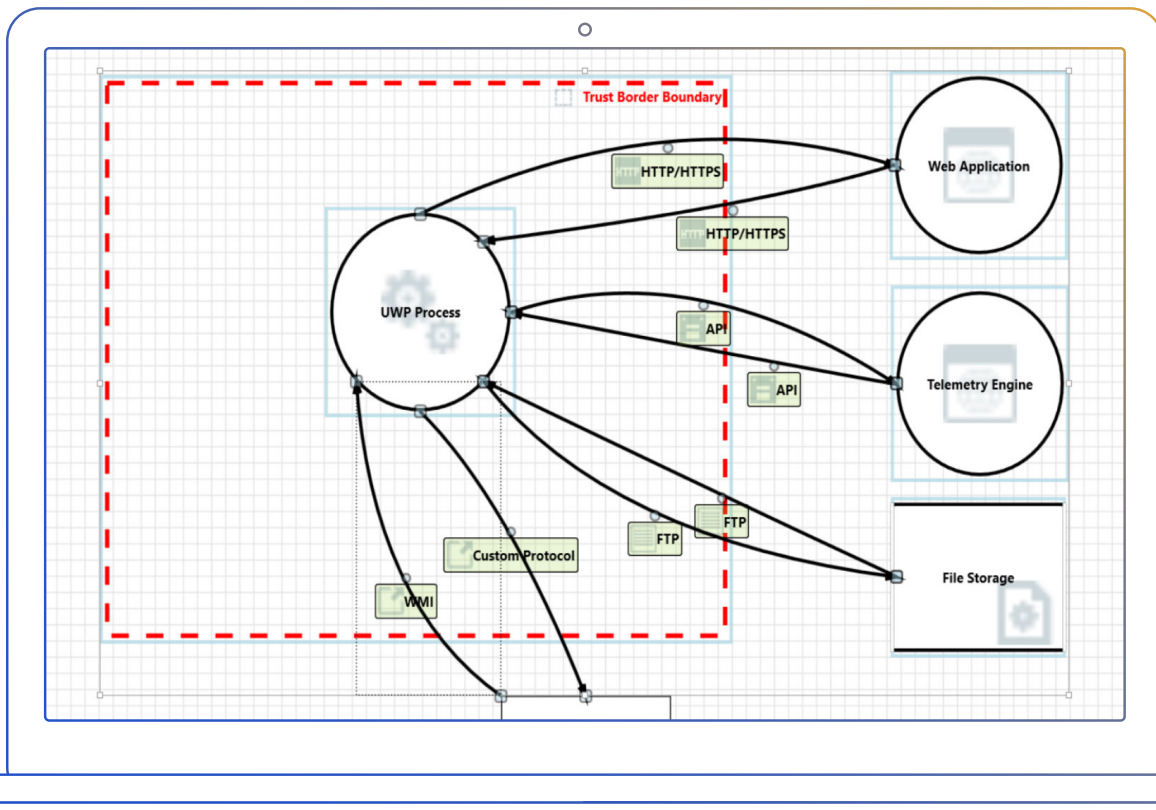 Trust Border Boundary
HTTP/HTTPS
Web Application
HTTP/HTTPS
UWP Process
API
Telemetry Engine
API
FTP
FTP
Custom Protocol
File Storage
WMI